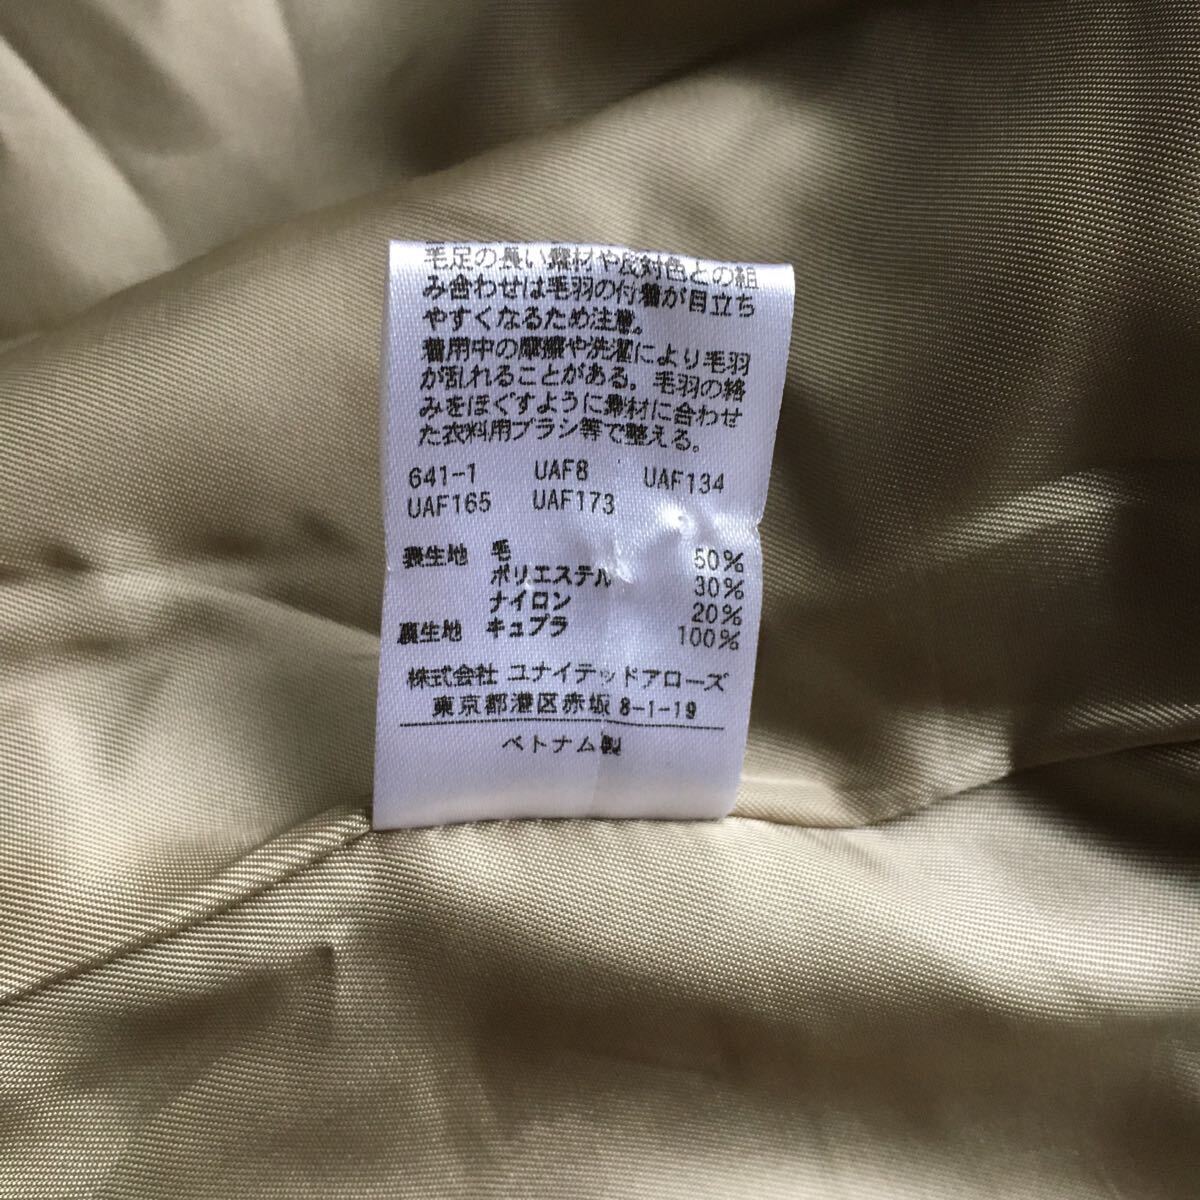 毛足の長い素材や反対色との組
み合わせは毛羽の付着が目立ち
やすくなるため注意。
着用中の摩擦や洗濯により毛羽
が乱れることがある。毛羽の絡
みをほぐすように素材に合わせ
た衣料用ブラシ等で整える。
641-1 UAF8 UAF134
UAF165 UAF173
表生地 毛 50%
ポリエステル 30%
ナイロン 20%
裏生地 キュプラ 100%
株式会社 ユナイテッドアローズ
東京都港区赤坂 8-1-19
ベトナム製